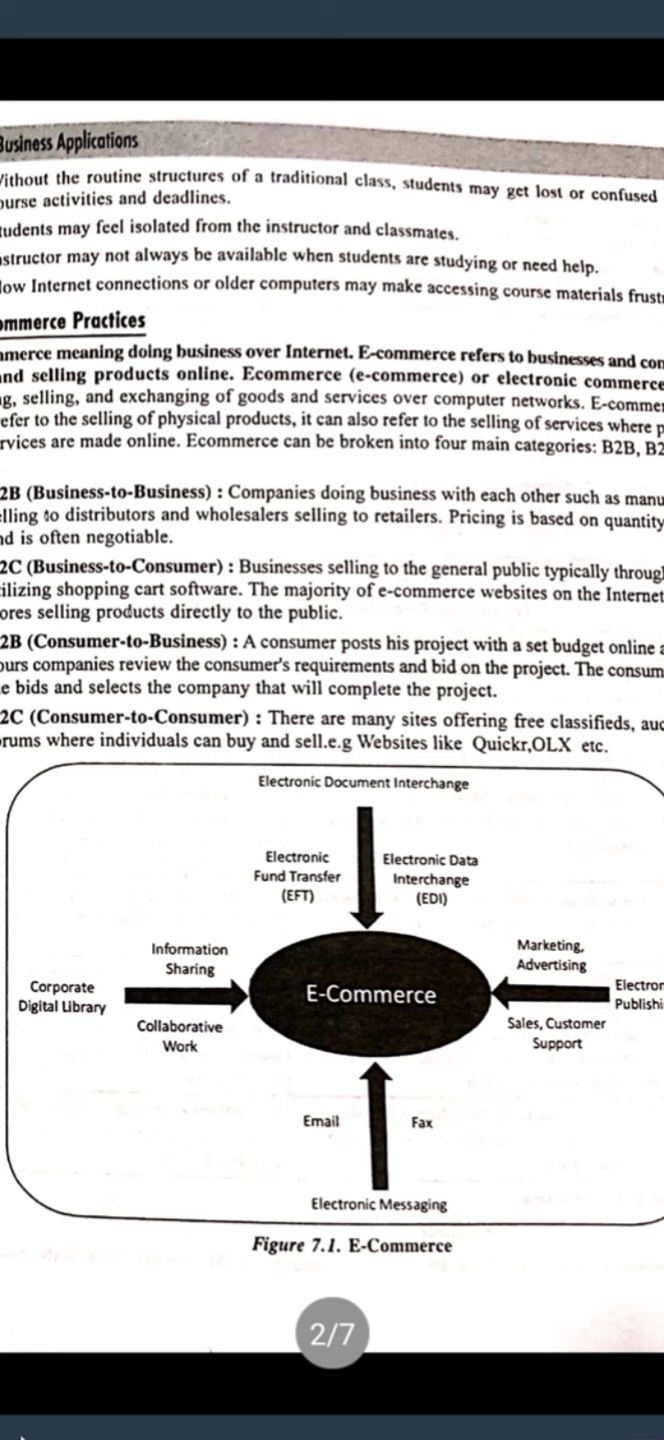 Business Applications
Without the routine structures of a traditional class, students may get lost or confused
ourse activities and deadlines.
tudents may feel isolated from the instructor and classmates.
nstructor may not always be available when students are studying or need help.
low Internet connections or older computers may make accessing course materials frust
ommerce Practices
mmerce meaning doing business over Internet. E-commerce refers to businesses and con
and selling products online. Ecommerce (e-commerce) or electronic commerce
ng, selling, and exchanging of goods and services over computer networks. E-commer
efer to the selling of physical products, it can also refer to the selling of services where p
rvices are made online. Ecommerce can be broken into four main categories: B2B, B2
2B (Business-to-Business) : Companies doing business with each other such as manu
elling to distributors and wholesalers selling to retailers. Pricing is based on quantity
nd is often negotiable.
2C (Business-to-Consumer) : Businesses selling to the general public typically through
tilizing shopping cart software. The majority of e-commerce websites on the Internet
ores selling products directly to the public.
2B (Consumer-to-Business) : A consumer posts his project with a set budget online a
ours companies review the consumer's requirements and bid on the project. The consum
e bids and selects the company that will complete the project.
2C (Consumer-to-Consumer) : There are many sites offering free classifieds, auc
orums where individuals can buy and sell.e.g Websites like Quickr,OLX etc.
Electronic Document Interchange
Electronic
Fund Transfer
(EFT)
Electronic Data
Interchange
(EDI)
Information
Sharing
Marketing,
Advertising
Corporate
Digital Library
E-Commerce
Electron
Publishi
Collaborative
Work
Sales, Customer
Support
Email
Fax
Electronic Messaging
Figure 7.1. E-Commerce
2/7